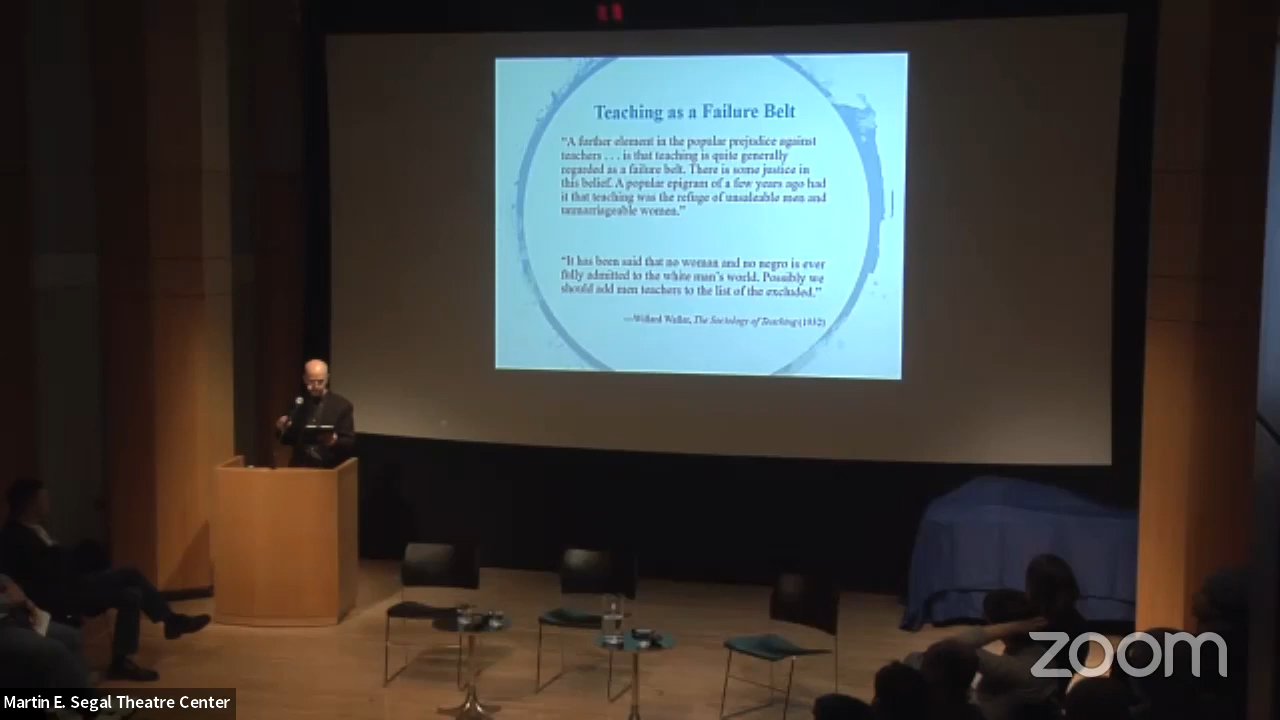 Teaching as a Failure Belt
“A further element in the popular prejudice against
teachers . . . is that teaching is quite generally
regarded as a failure belt. There is some justice in
this belief. A popular epigram of a few years ago had
it that teaching was the refuge of unsaleable men and
unmarriageable women.”
“It has been said that no woman and no negro is ever
fully admitted to the white man’s world. Possibly we
should add men teachers to the list of the excluded.”
—Willard Waller, The Sociology of Teaching (1932)
zoom
Martin E. Segal Theatre Center